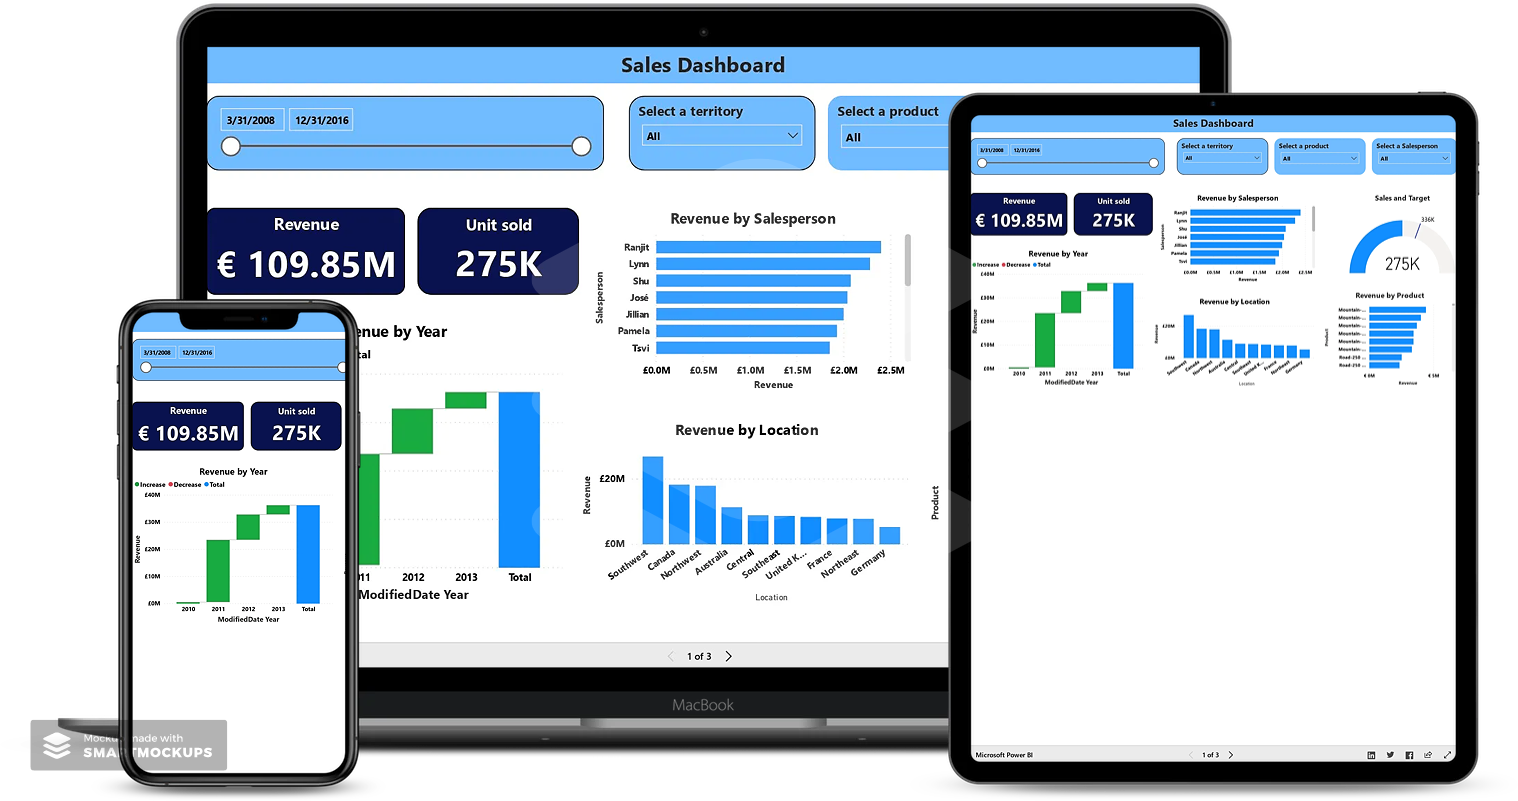 Sales Dashboard
3/31/2008 12/31/2016
Select a territory
All
Select a product
All
Revenue
€ 109.85M
Unit sold
275K
Revenue by Salesperson
Salesperson
Ranjit
Lynn
Shu
José
Jillian
Pamela
Tsvi
£0.0M £0.5M £1.0M £1.5M £2.0M £2.5M
Revenue
enue by Year
tal
011 2012 2013 Total
ModifiedDate Year
Revenue by Location
Revenue
£20M
£0M
Southwest Canada Northwest Australia Central Southeast United K... France Northeast Germany
Location
Product
1 of 3
MacBook
3/31/2008 12/31/2016
Revenue
€ 109.85M
Unit sold
275K
Revenue by Year
Increase Decrease Total
Revenue
£40M
£30M
£20M
£10M
£0M
2010 2011 2012 2013 Total
ModifiedDate Year
Sales Dashboard
3/31/2008 12/31/2016
Select a territory
All
Select a product
All
Select a Salesperson
All
Revenue
€ 109.85M
Unit sold
275K
Revenue by Year
Increase Decrease Total
Revenue
£40M
£30M
£20M
£10M
£0M
2010 2011 2012 2013 Total
ModifiedDate Year
Revenue by Salesperson
Salesperson
Ranjit
Lynn
Shu
José
Jillian
Pamela
Tsvi
£0.0M £0.5M £1.0M £1.5M £2.0M £2.5M
Revenue
Revenue by Location
Revenue
£20M
£0M
Southwest Canada Northwest Australia Central Southeast United K... France Northeast Germany
Location
Sales and Target
336K
275K
Revenue by Product
Product
Mountain-...
Mountain-...
Mountain-...
Mountain-...
Mountain-...
Mountain-...
Road-250 ...
Road-250 ...
€ 0M € 5M
Revenue
Microsoft Power BI
1 of 3
Mockup made with
SMARTMOCKUPS